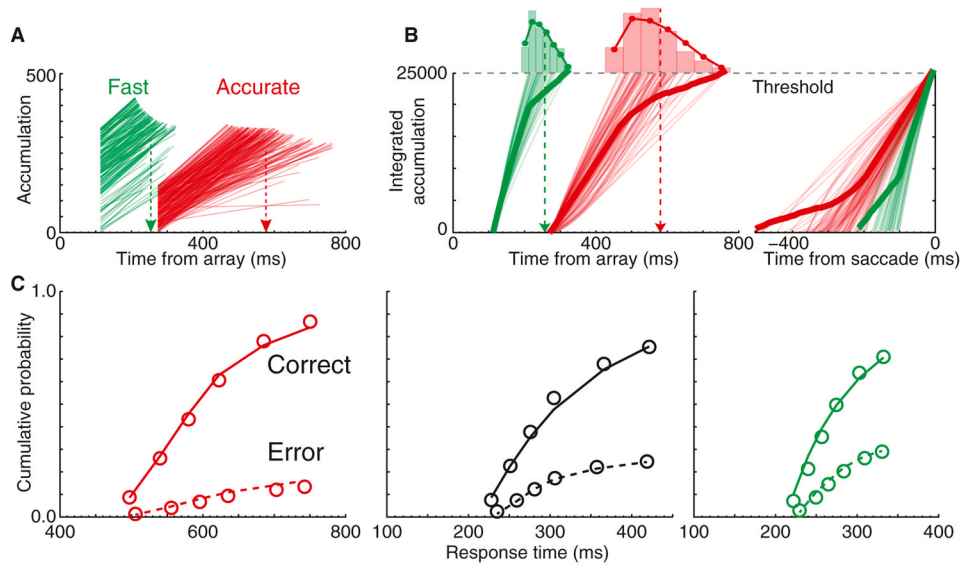 A
500
Fast
Accurate
Accumulation
0
0
400
800
Time from array (ms)
B
25000
Threshold
Integrated
accumulation
0
0
400
800
Time from array (ms)
-400
0
Time from saccade (ms)
C
1.0
Cumulative probability
Correct
Error
0.0
400
500
600
700
800
100
200
300
400
100
200
300
400
Response time (ms)